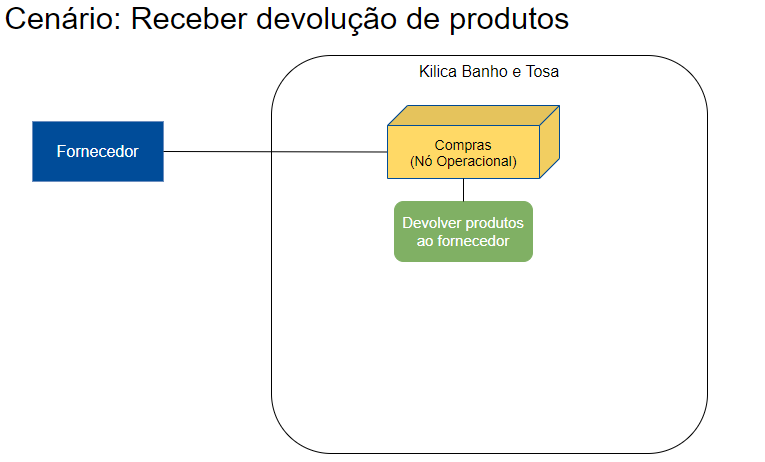 Cenário: Receber devolução de produtos
Kilica Banho e Tosa
Fornecedor
Compras
(Nó Operacional)
Devolver produtos
ao fornecedor